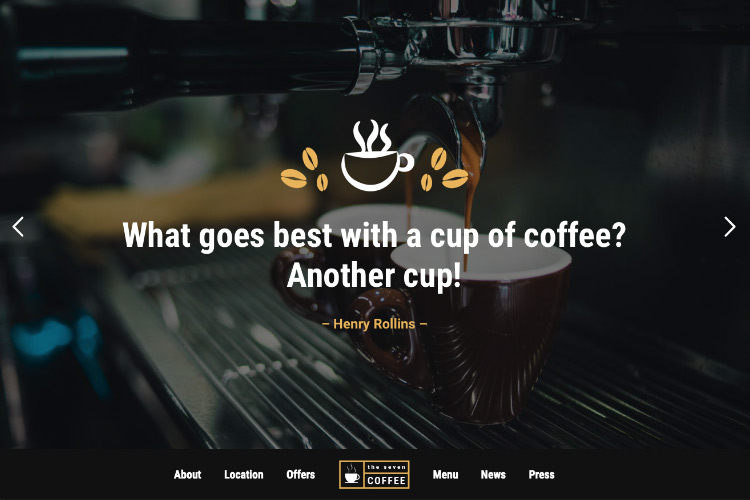 What goes best with a cup of coffee?
Another cup!
– Henry Rollins –
About Location Offers the seven COFFEE Menu News Press